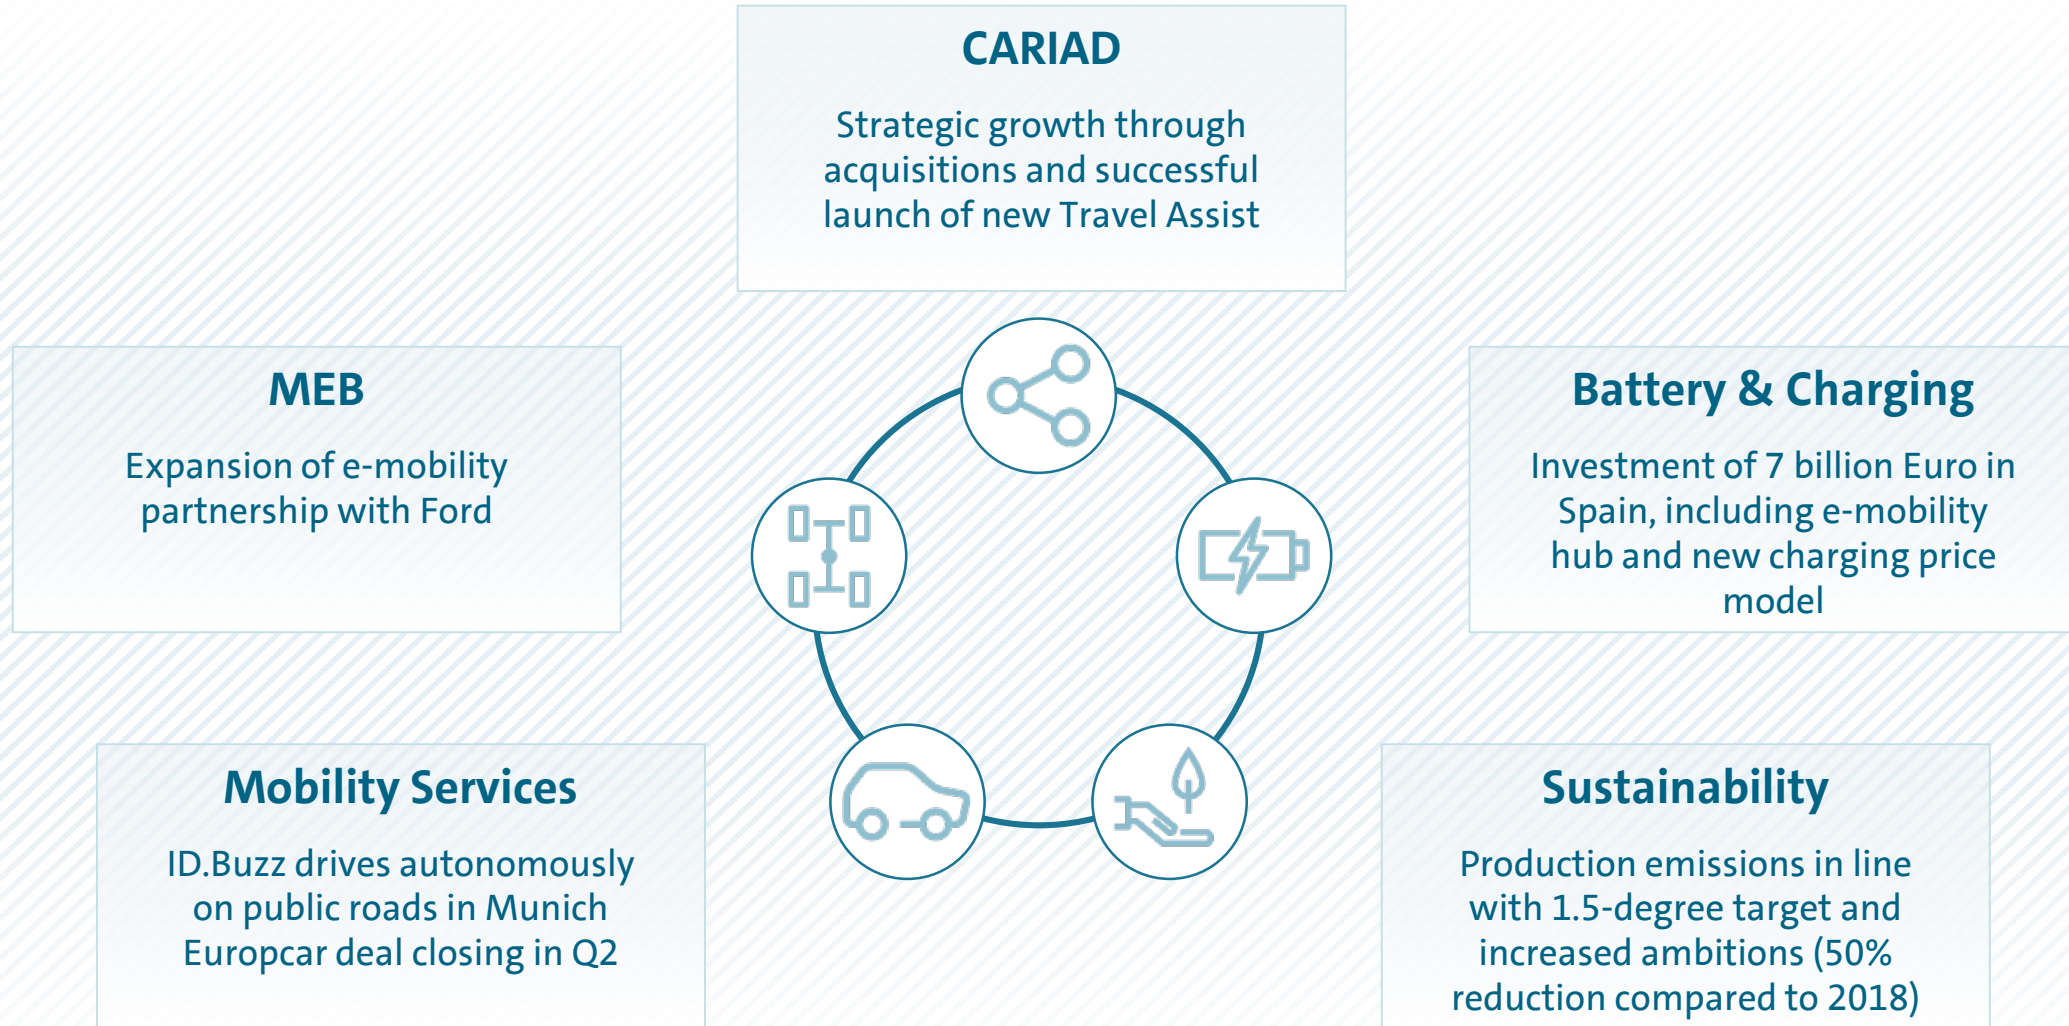 CARIAD
Strategic growth through
acquisitions and successful
launch of new Travel Assist
MEB
Expansion of e-mobility
partnership with Ford
Battery & Charging
Investment of 7 billion Euro in
Spain, including e-mobility
hub and new charging price
model
Mobility Services
ID.Buzz drives autonomously
on public roads in Munich
Europcar deal closing in Q2
Sustainability
Production emissions in line
with 1.5-degree target and
increased ambitions (50%
reduction compared to 2018)